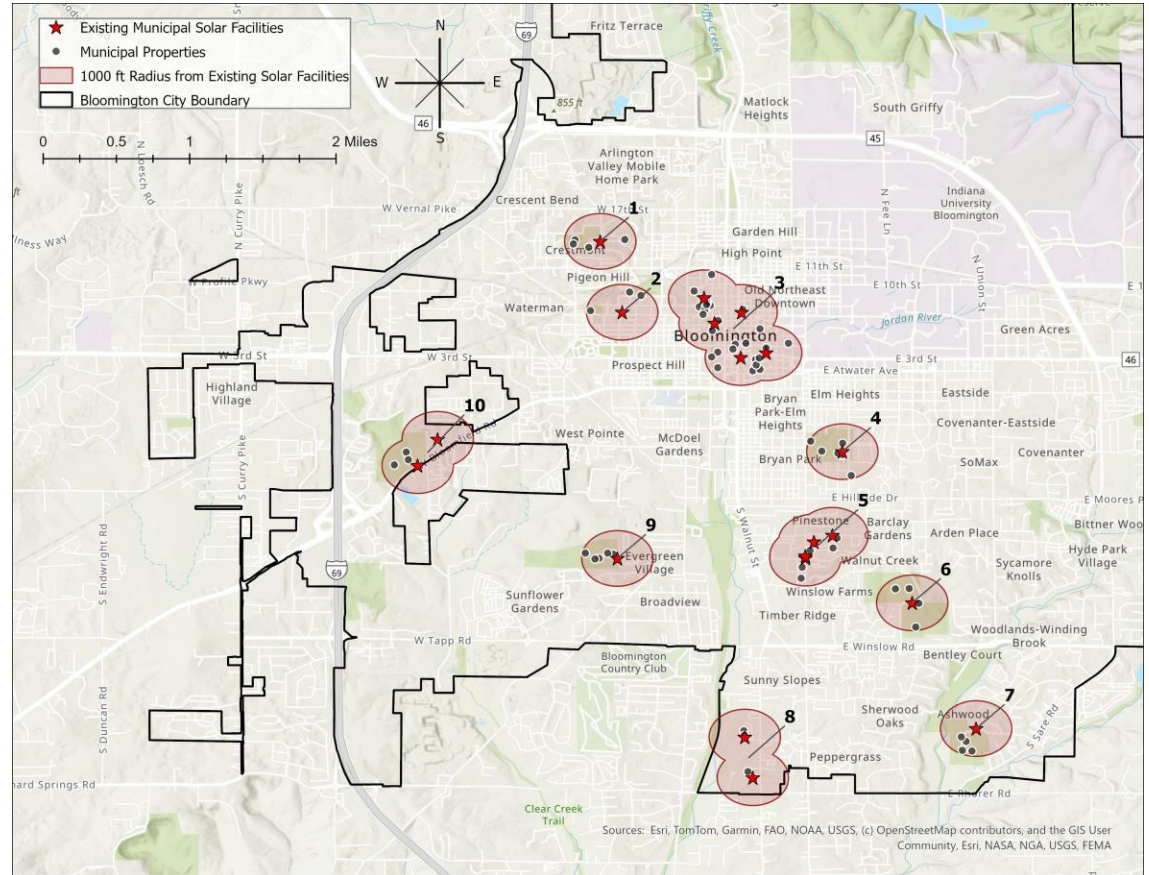 Existing Municipal Solar Facilities
Municipal Properties
1000 ft Radius from Existing Solar Facilities
Bloomington City Boundary
N
W
E
S
0
0.5
1
2 Miles
69
Fritz Terrace
855 ft
46
Matlock
Heights
South Griffy
45
Arlington
Valley Mobile
Home Park
N Loesch Rd
N Curry Pike
W Vernal Pike
Crescent Bend
W 17th St
1
N Fee Ln
Indiana
University
Bloomington
Garden Hill
Crestmont
High Point
E 11th St
N Union St
W Profile Pkwy
Pigeon Hill
2
3
Old Northeast
Downtown
E 10th St
Waterman
Jordan River
Green Acres
Bloomington
W 3rd St
W 3rd St
Prospect Hill
E 3rd St
46
E Atwater Ave
Highland
Village
Bryan
Park-Elm
Heights
Elm Heights
Eastside
10
West Pointe
McDoel
Gardens
4
Covenanter-Eastside
Bryan Park
SoMax
Covenanter
S Curry Pike
E Hillside Dr
E Moores P
S Walnut St
5
Pinestone
Barclay
Gardens
Arden Place
Bittner Woo
S Endwright Rd
9
Evergreen
Village
Walnut Creek
Hyde Park
Village
69
Sycamore
Knolls
Winslow Farms
6
Sunflower
Gardens
Broadview
Timber Ridge
W Tapp Rd
Woodlands-Winding
Brook
E Winslow Rd
Bloomington
Country Club
Bentley Court
Sunny Slopes
S Duncan Rd
7
Sherwood
Oaks
Ashwood
S Sare Rd
8
Peppergrass
nard Springs Rd
E Rhorer Rd
Clear Creek
Trail
Sources: Esri, TomTom, Garmin, FAO, NOAA, USGS, (c) OpenStreetMap contributors, and the GIS User
Community, Esri, NASA, NGA, USGS, FEMA